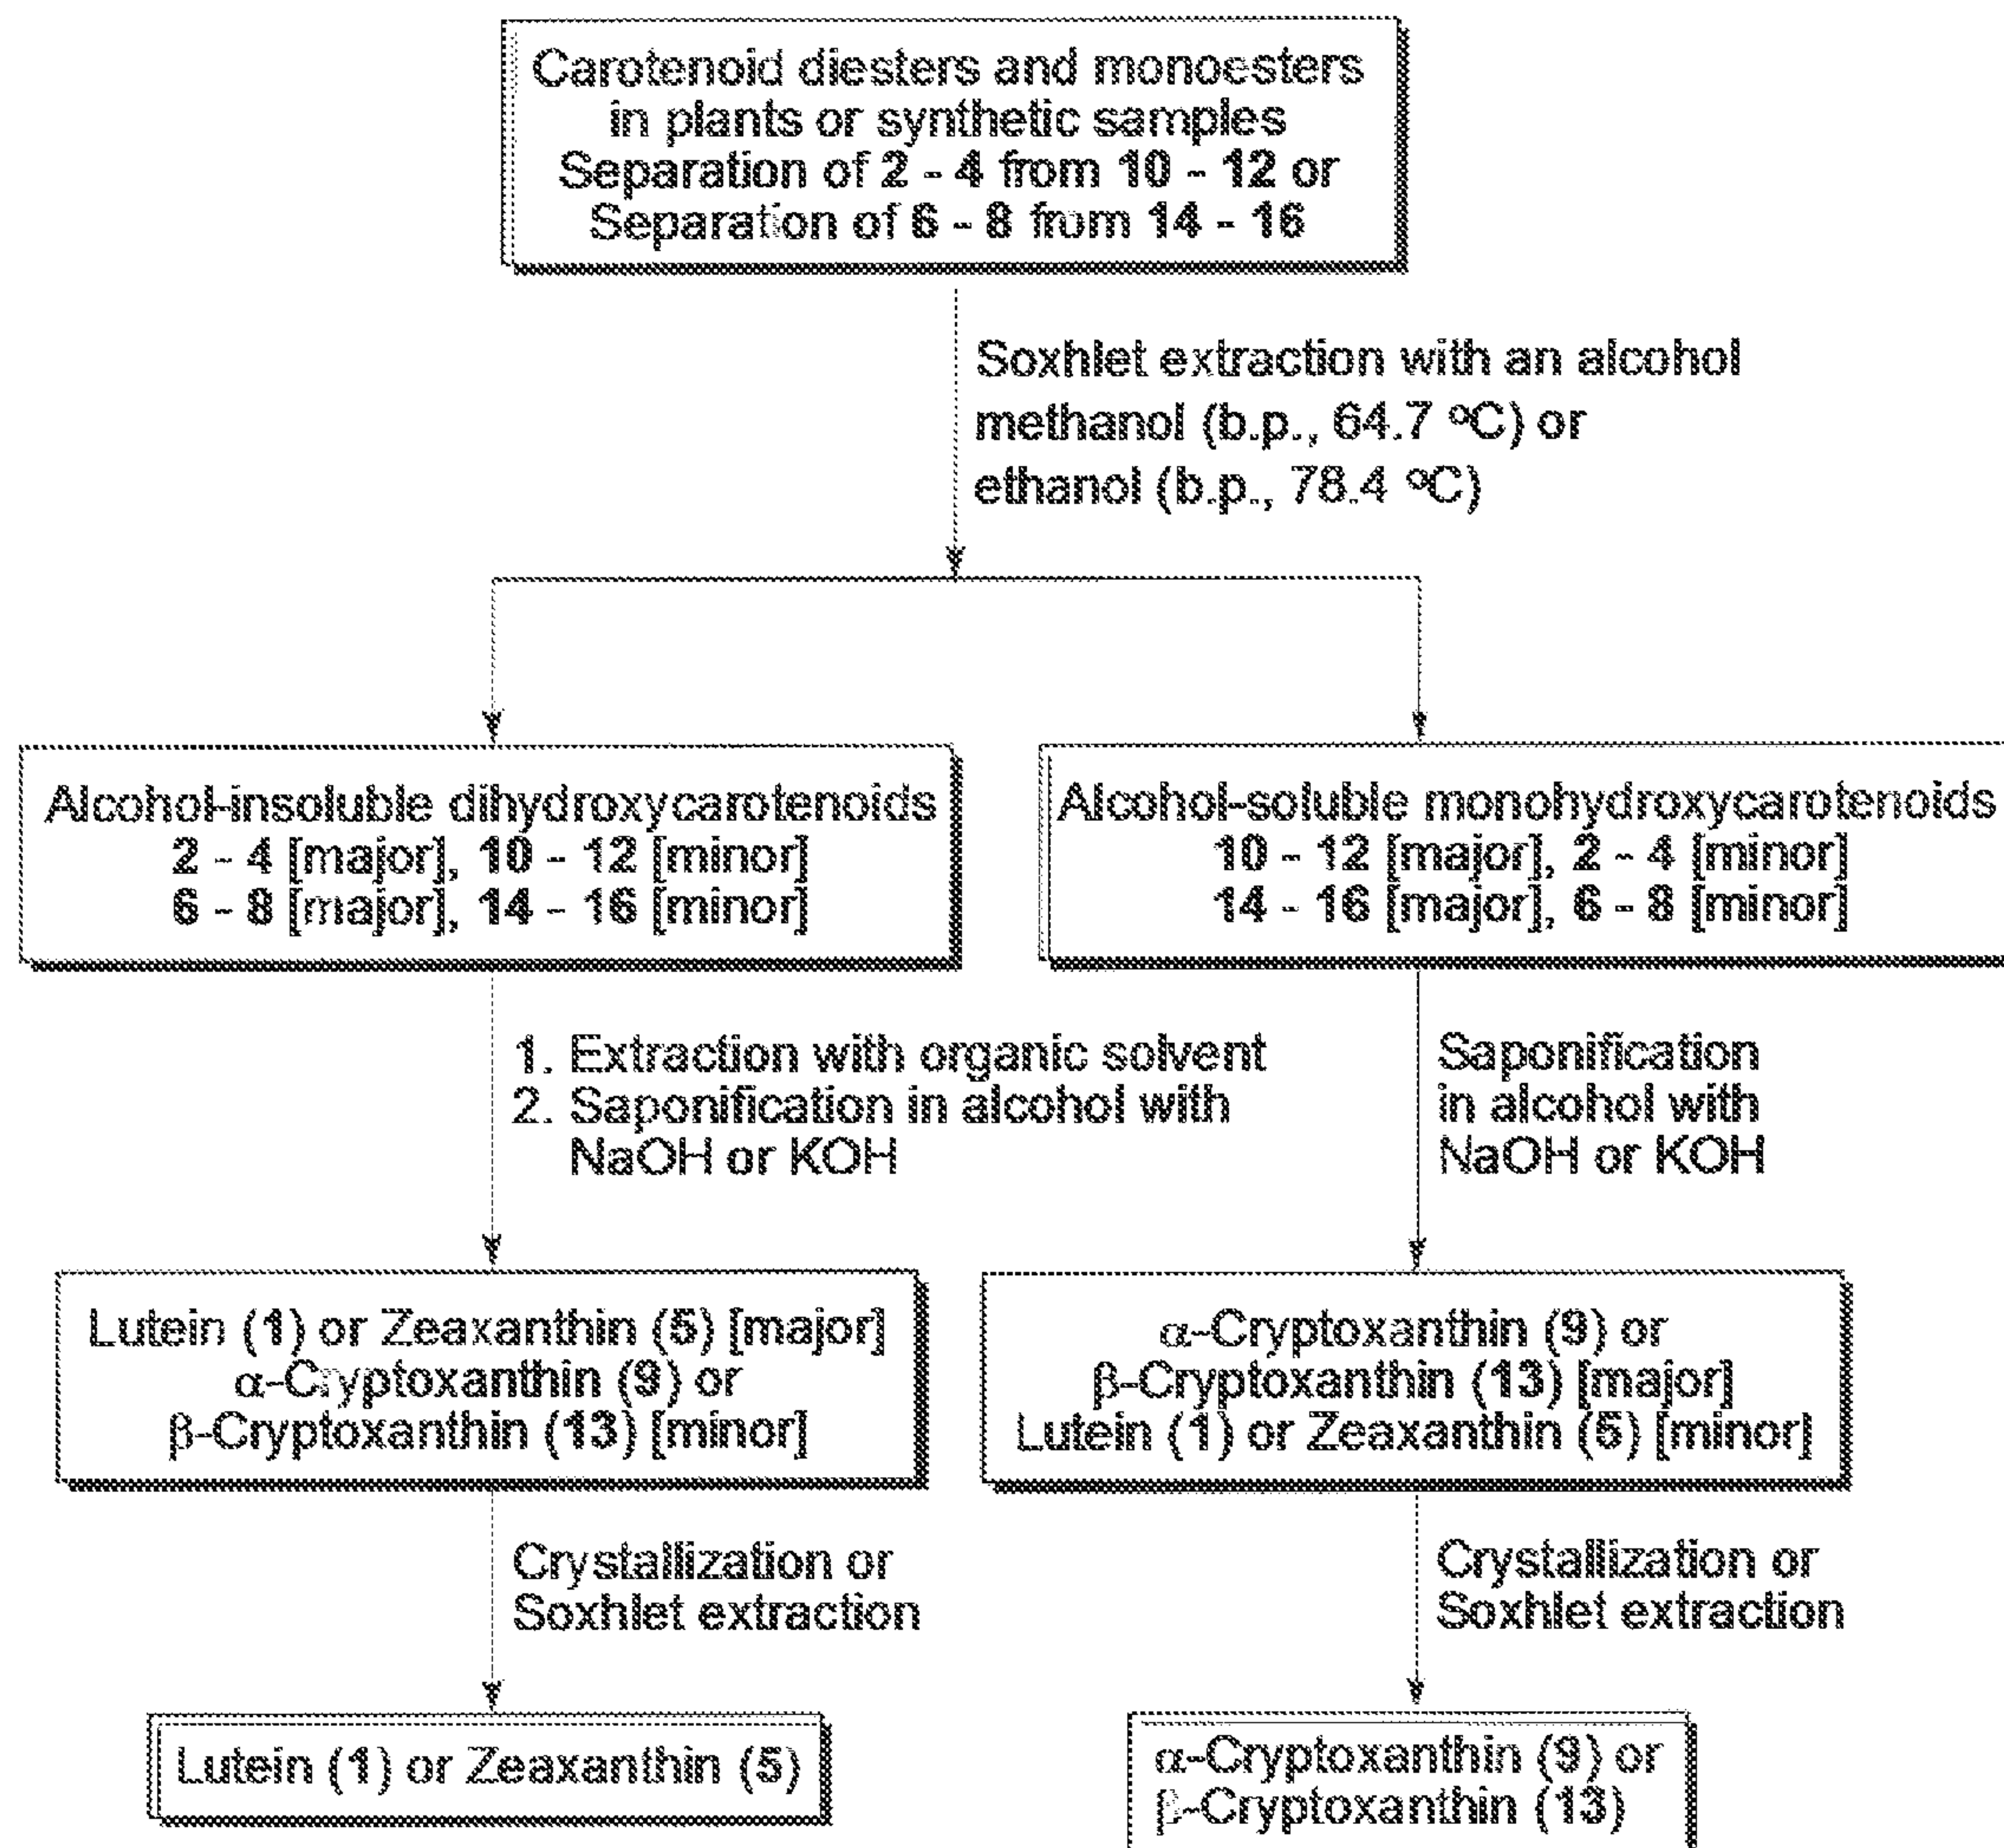 Carotenoid diesters and monoesters
in plants or synthetic samples
Separation of 2 - 4 from 10 - 12 or
Separation of 6 - 8 from 14 - 16
Soxhlet extraction with an alcohol
methanol (b.p., 64.7 °C) or
ethanol (b.p., 78.4 °C)
Alcohol-insoluble dihydroxycarotenoids
2 - 4 [major], 10 - 12 [minor]
6 - 8 [major], 14 - 16 [minor]
Alcohol-soluble monohydroxycarotenoids
10 - 12 [major], 2 - 4 [minor]
14 - 16 [major], 6 - 8 [minor]
1. Extraction with organic solvent
2. Saponification in alcohol with
NaOH or KOH
Saponification
in alcohol with
NaOH or KOH
Lutein (1) or Zeaxanthin (5) [major]
α-Cryptoxanthin (9) or
β-Cryptoxanthin (13) [minor]
α-Cryptoxanthin (9) or
β-Cryptoxanthin (13) [major]
Lutein (1) or Zeaxanthin (5) [minor]
Crystallization or
Soxhlet extraction
Crystallization or
Soxhlet extraction
Lutein (1) or Zeaxanthin (5)
α-Cryptoxanthin (9) or
β-Cryptoxanthin (13)